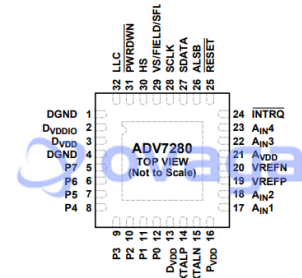 32 LLC
31 PWRDWN
30 HS
29 VS/FIELD/SFL
28 SCLK
27 SDATA
26 ALSB
25 RESET
DGND 1
DVDDIO 2
DVDD 3
DGND 4
P7 5
P6 6
P5 7
P4 8
ADV7280
TOP VIEW
(Not to Scale)
24 INTRQ
23 AIN4
22 AIN3
21 AVDD
20 VREFN
19 VREFP
18 AIN2
17 AIN1
P3 9
P2 10
P1 11
P0 12
DVDD 13
XTALP 14
XTALN 15
PVDD 16
ovaga